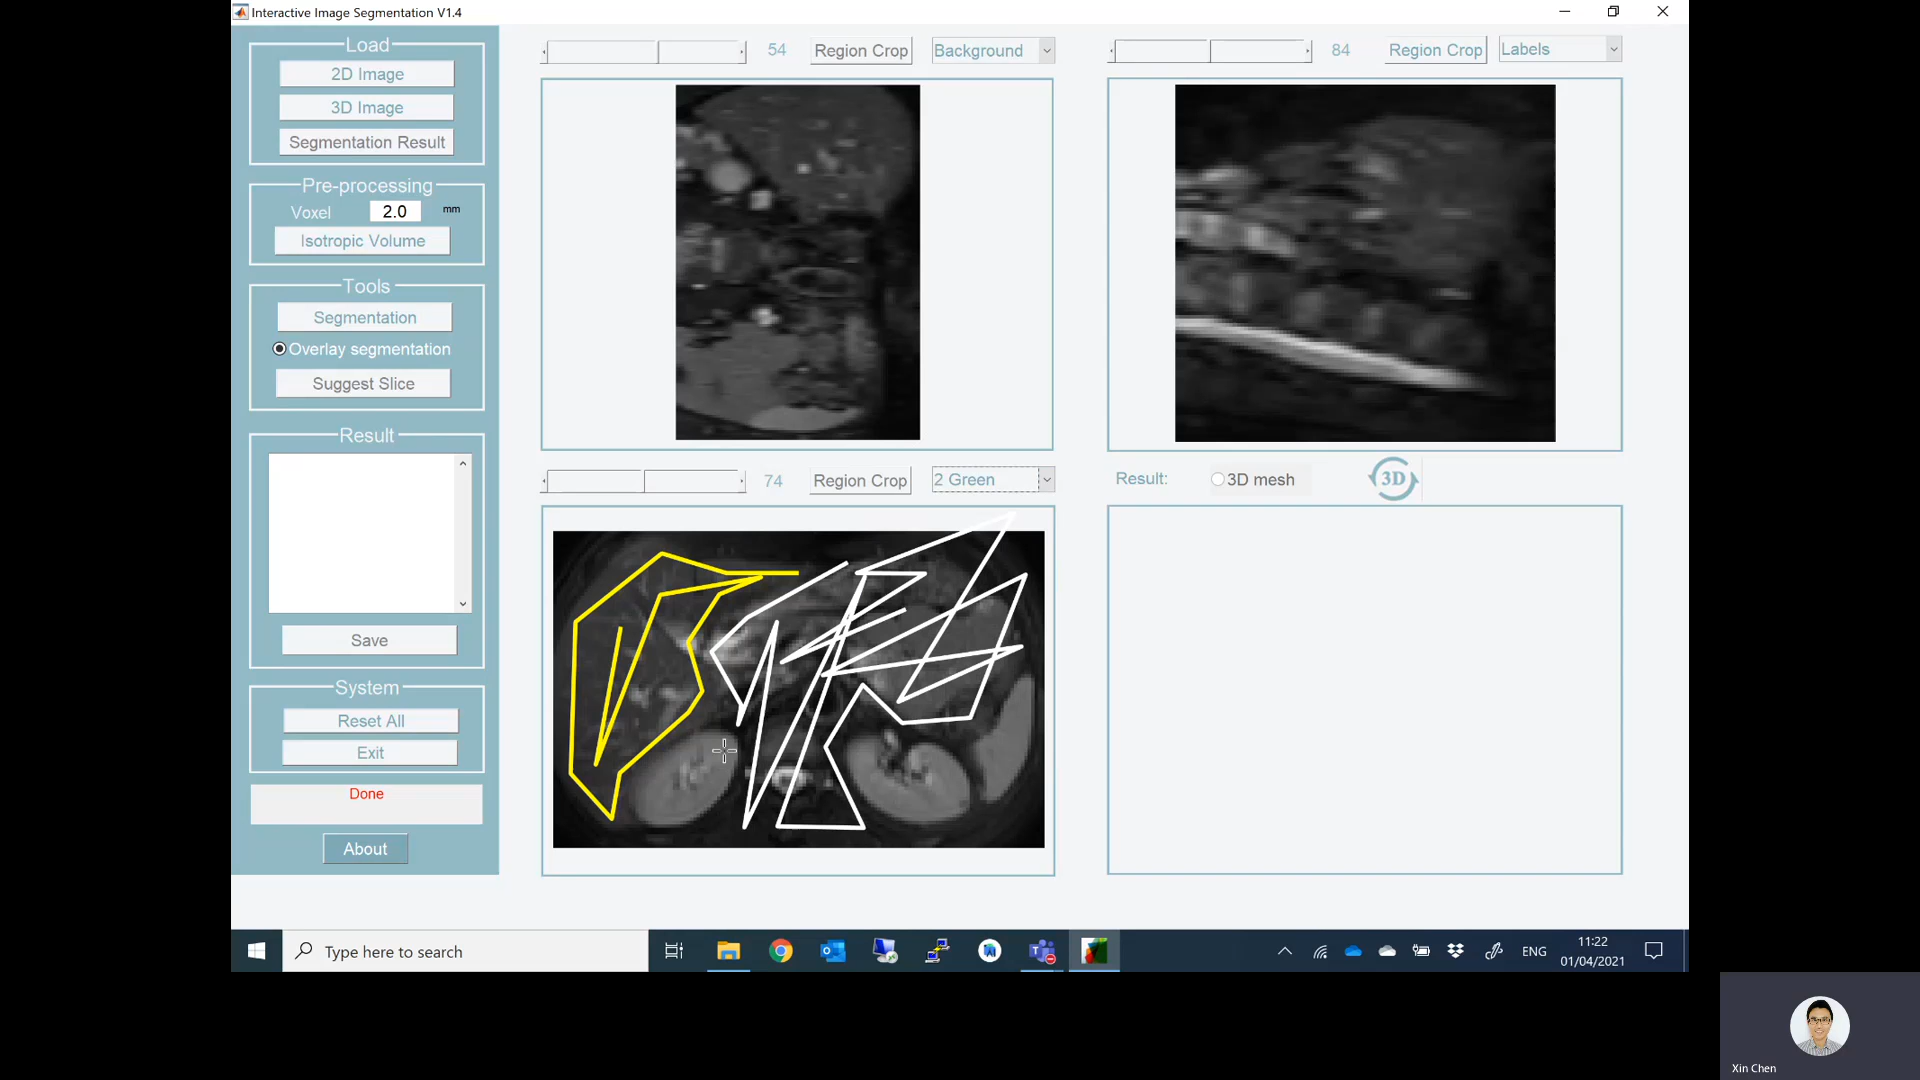 Interactive Image Segmentation V1.4
Load
2D Image
3D Image
Segmentation Result
Pre-processing
Voxel 2.0 mm
Isotropic Volume
Tools
Segmentation
Overlay segmentation
Suggest Slice
Result
Save
System
Reset All
Exit
Done
About
54 Region Crop Background
84 Region Crop Labels
74 Region Crop 2 Green
Result: 3D mesh 3D
Type here to search
ENG
11:22
01/04/2021
Xin Chen